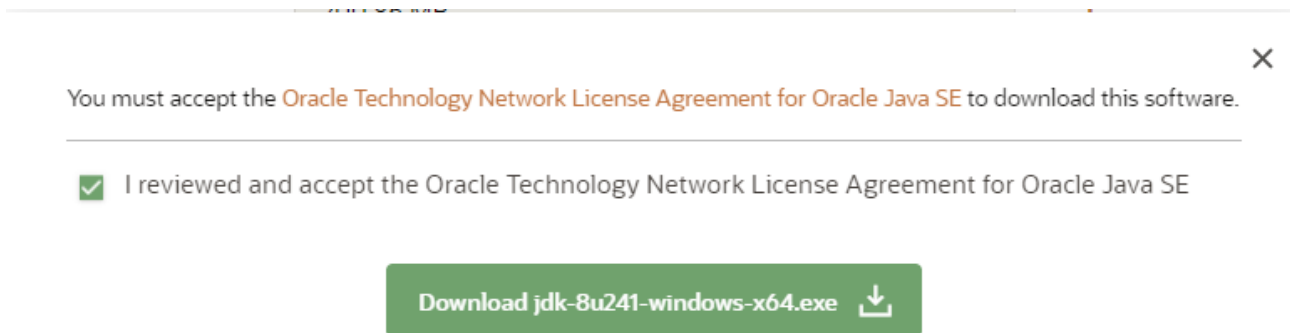 You must accept the Oracle Technology Network License Agreement for Oracle Java SE to download this software.
I reviewed and accept the Oracle Technology Network License Agreement for Oracle Java SE
Download jdk-8u241-windows-x64.exe